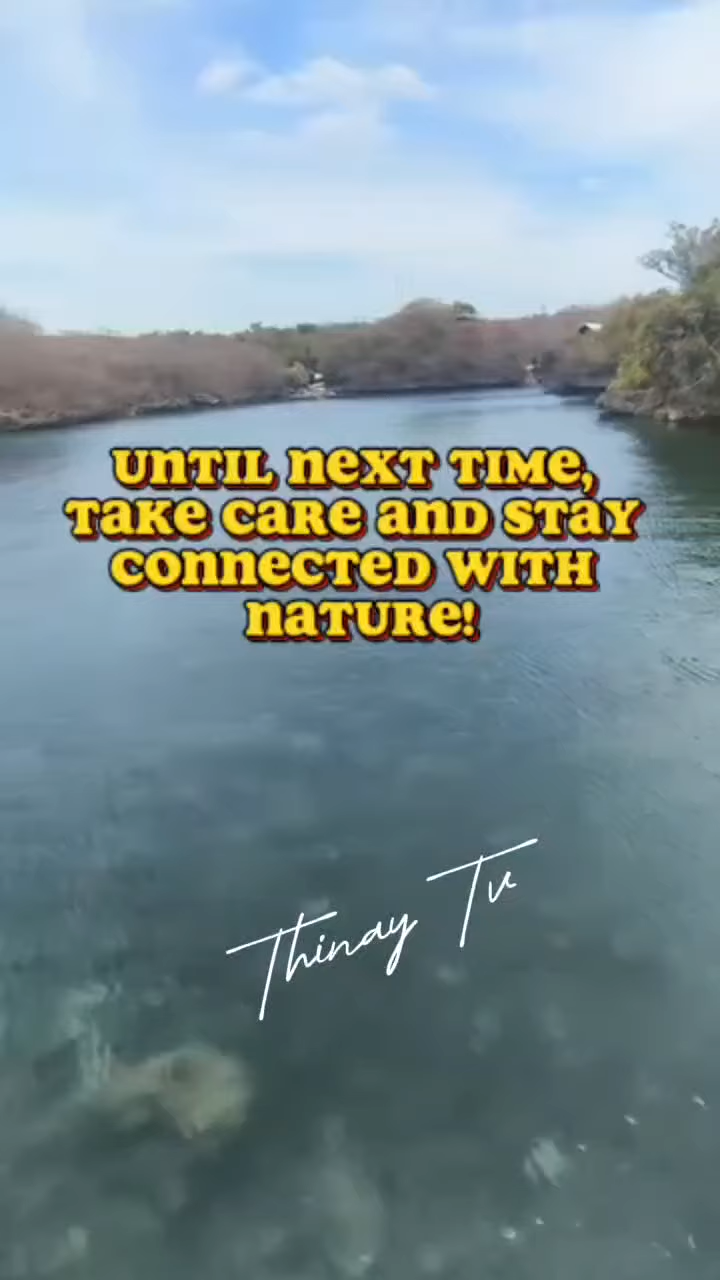 UNTIL NEXT TIME,
TAKE CARE AND STAY
CONNECTED WITH
NATURE!
Thinay Tv